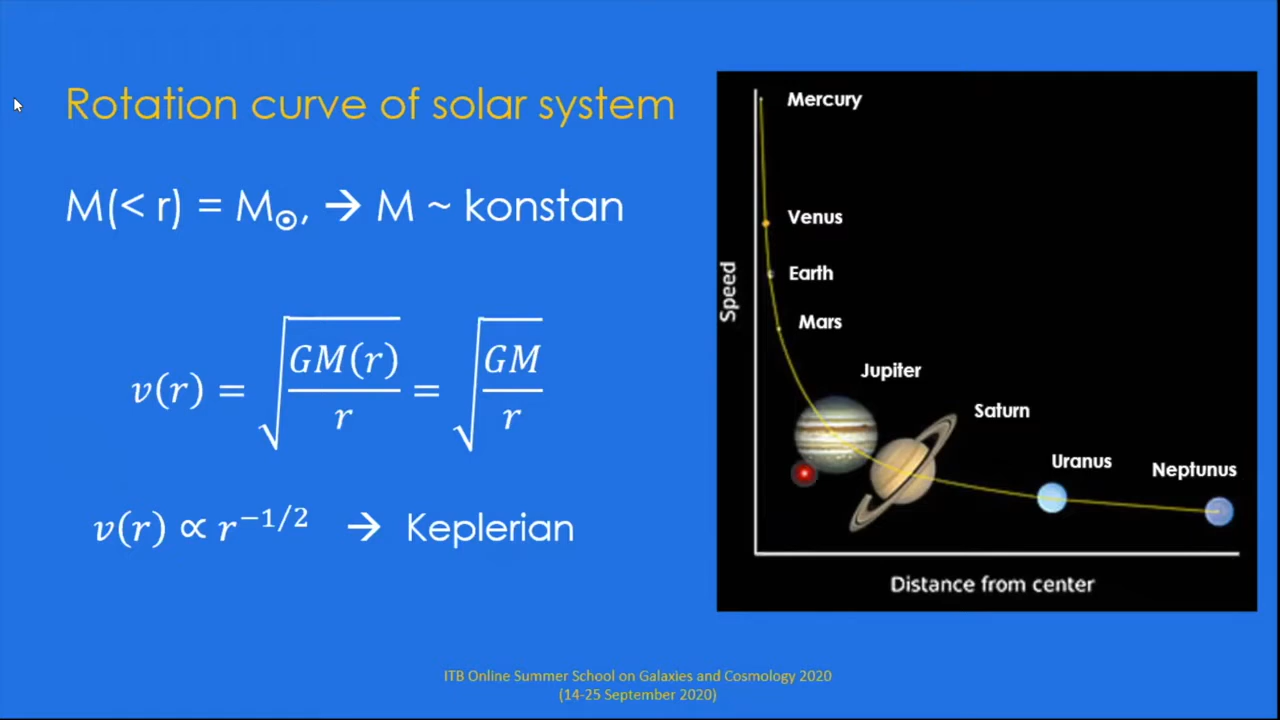 Rotation curve of solar system
M(< r) = M☉, → M ~ konstan
v(r) = √(GM(r)/r) = √(GM/r)
v(r) ∝ r^−1/2 → Keplerian
Mercury
Venus
Earth
Mars
Jupiter
Saturn
Uranus
Neptunus
Speed
Distance from center
ITB Online Summer School on Galaxies and Cosmology 2020
(14-25 September 2020)